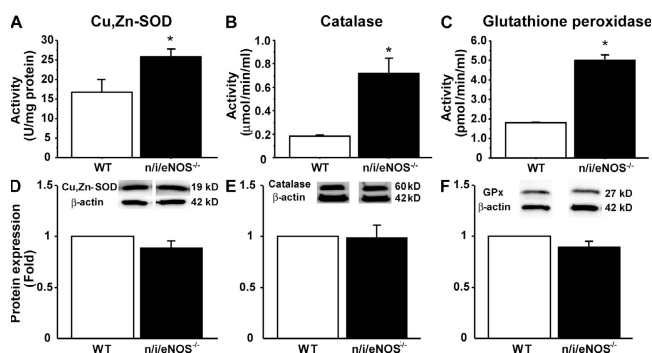 A Cu,Zn-SOD
Activity
(U/mg protein)
30
25
20
15
10
5
0
*
WT n/i/eNOS-/-
B Catalase
Activity
(μmol/min/ml)
1.0
0.8
0.6
0.4
0.2
0
*
WT n/i/eNOS-/-
C Glutathione peroxidase
Activity
(pmol/min/ml)
6.0
5.0
4.0
3.0
2.0
1.0
0
*
WT n/i/eNOS-/-
D
Protein expression
(Fold)
1.5
1
0.5
0
Cu,Zn-SOD 19 kD
β-actin 42 kD
WT n/i/eNOS-/-
E
1.5
1
0.5
0
Catalase 60 kD
β-actin 42 kD
WT n/i/eNOS-/-
F
1.5
1
0.5
0
GPx 27 kD
β-actin 42 kD
WT n/i/eNOS-/-